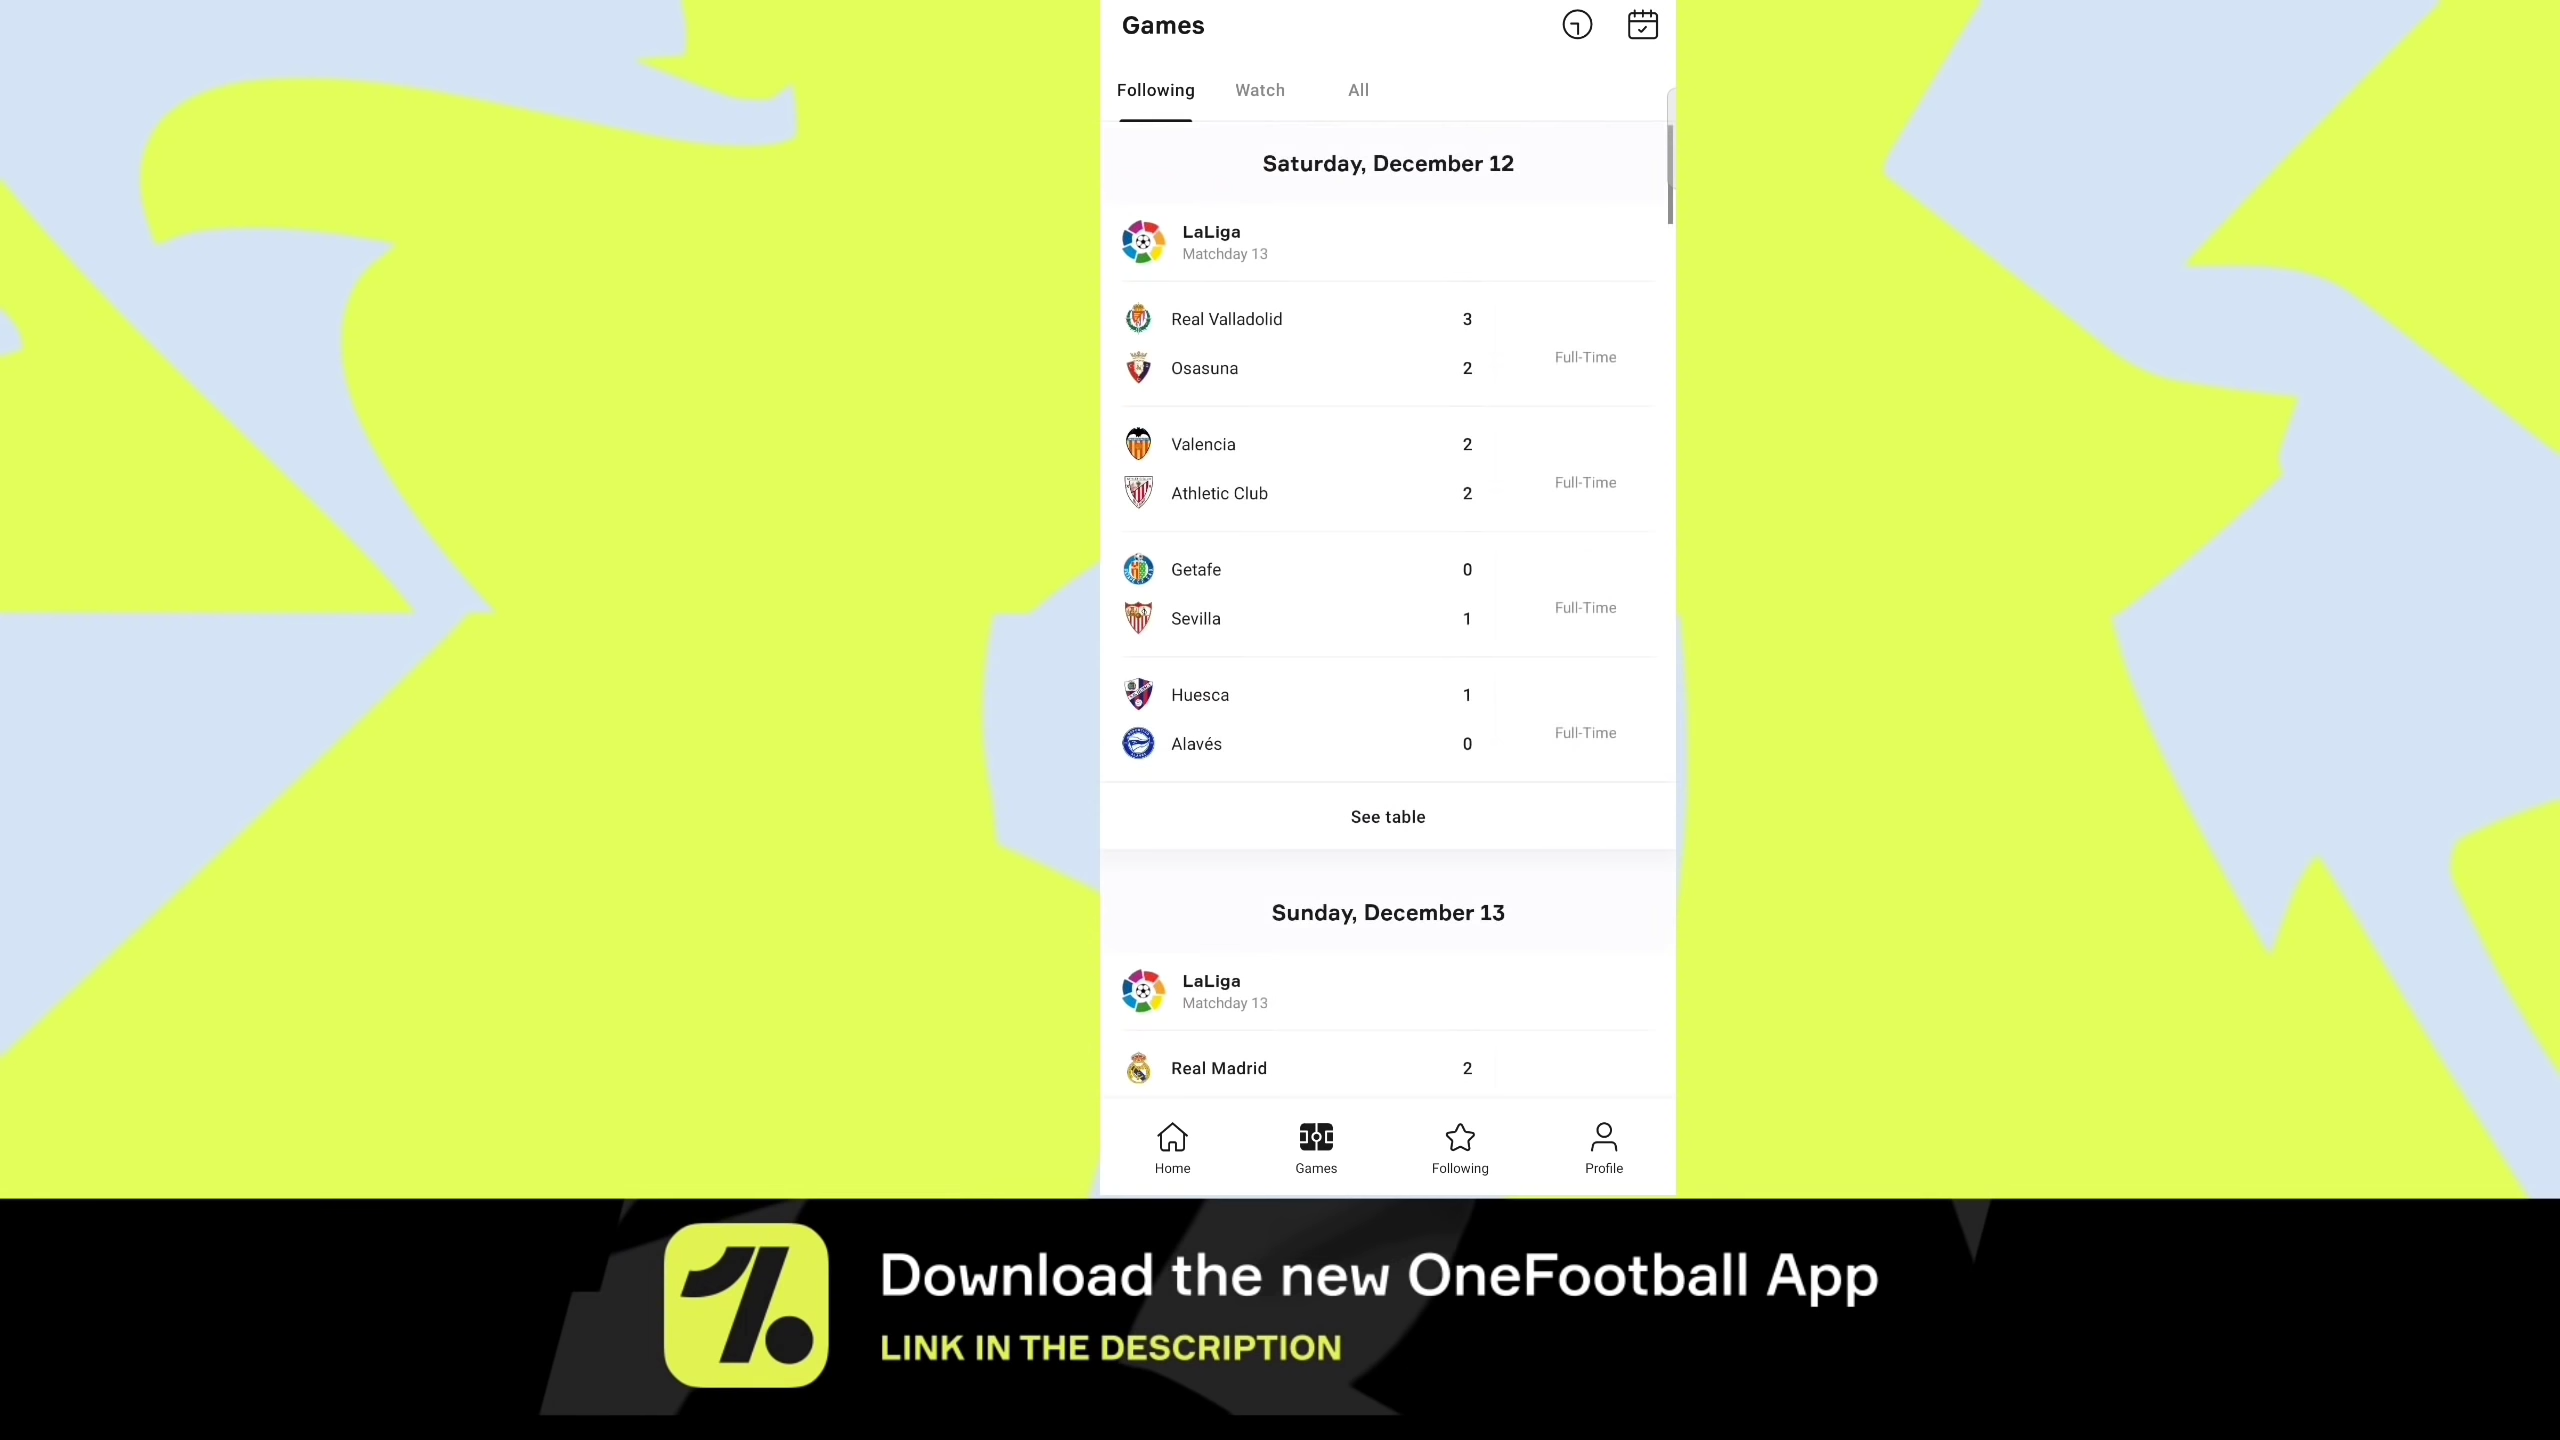 Games
Following Watch All
Saturday, December 12
LaLiga
Matchday 13
Real Valladolid 3
Osasuna 2
Full-Time
Valencia 2
Athletic Club 2
Full-Time
Getafe 0
Sevilla 1
Full-Time
Huesca 1
Alavés 0
Full-Time
See table
Sunday, December 13
LaLiga
Matchday 13
Real Madrid 2
Home Games Following Profile
Download the new OneFootball App
LINK IN THE DESCRIPTION